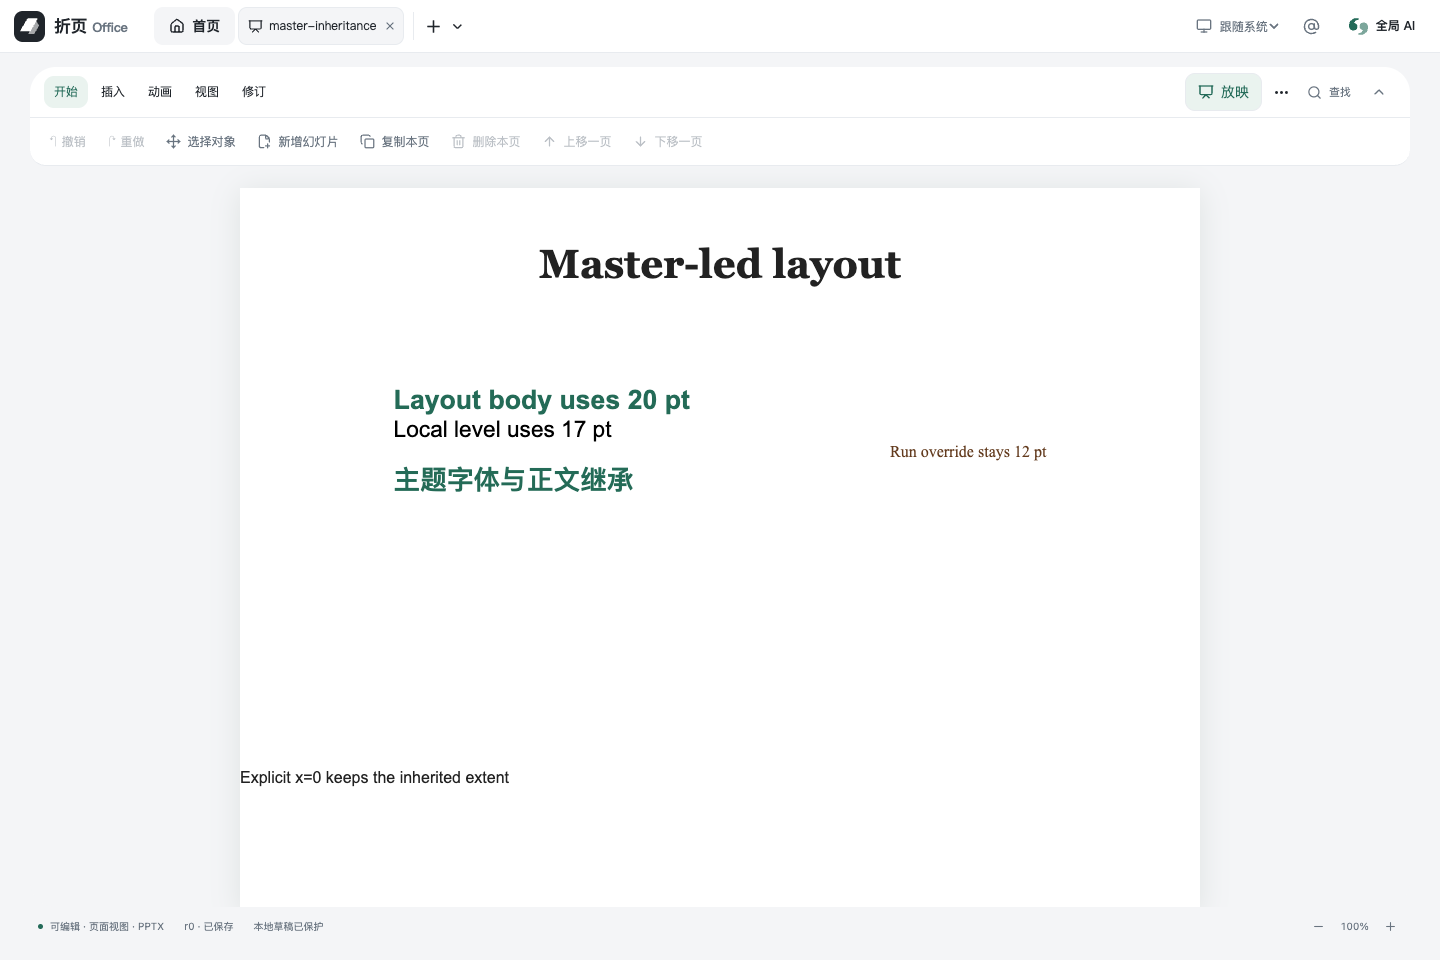 折页 Office
首页
master-inheritance
跟随系统
全局 AI
开始
插入
动画
视图
修订
放映
查找
撤销
重做
选择对象
新增幻灯片
复制本页
删除本页
上移一页
下移一页
Master-led layout
Layout body uses 20 pt
Local level uses 17 pt
Run override stays 12 pt
主题字体与正文继承
Explicit x=0 keeps the inherited extent
可编辑 · 页面视图 · PPTX
r0 · 已保存
本地草稿已保护
100%